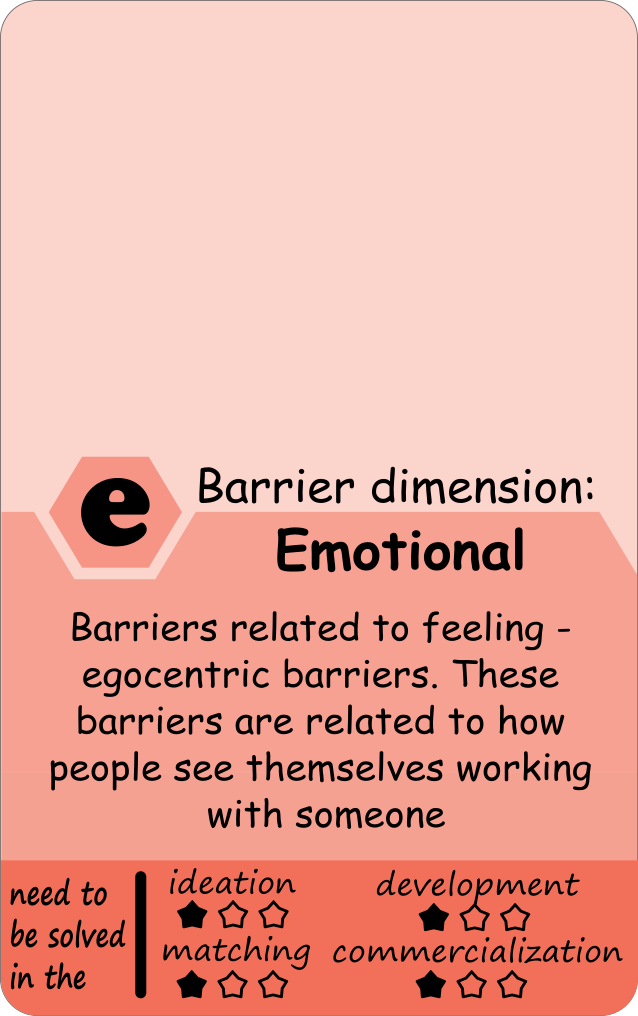 e
Barrier dimension:
Emotional
Barriers related to feeling -
egocentric barriers. These
barriers are related to how
people see themselves working
with someone
need to
be solved
in the
ideation
development
matching
commercialization